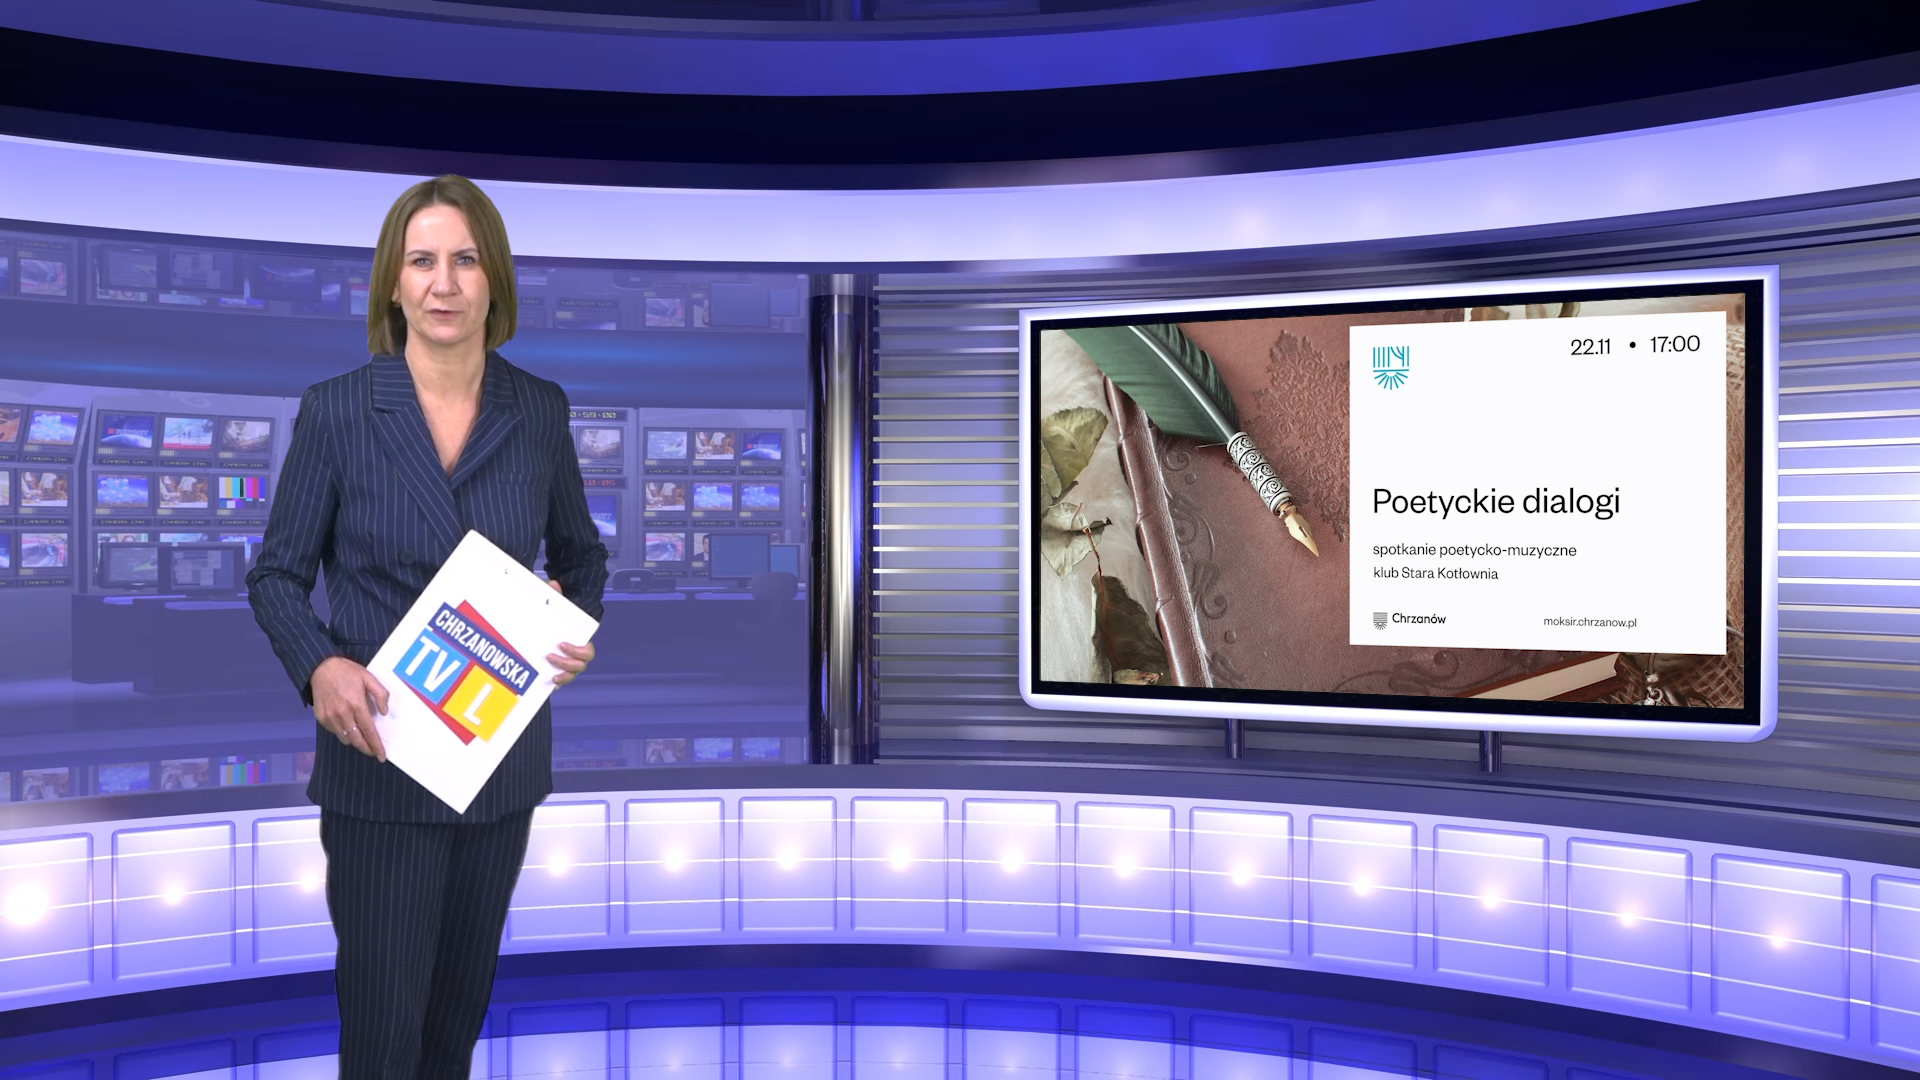 CHRZANOWSKA
TV L
22.11 • 17:00
Poetyckie dialogi
spotkanie poetycko-muzyczne
klub Stara Kotłownia
Chrzanów
moksir.chrzanow.pl